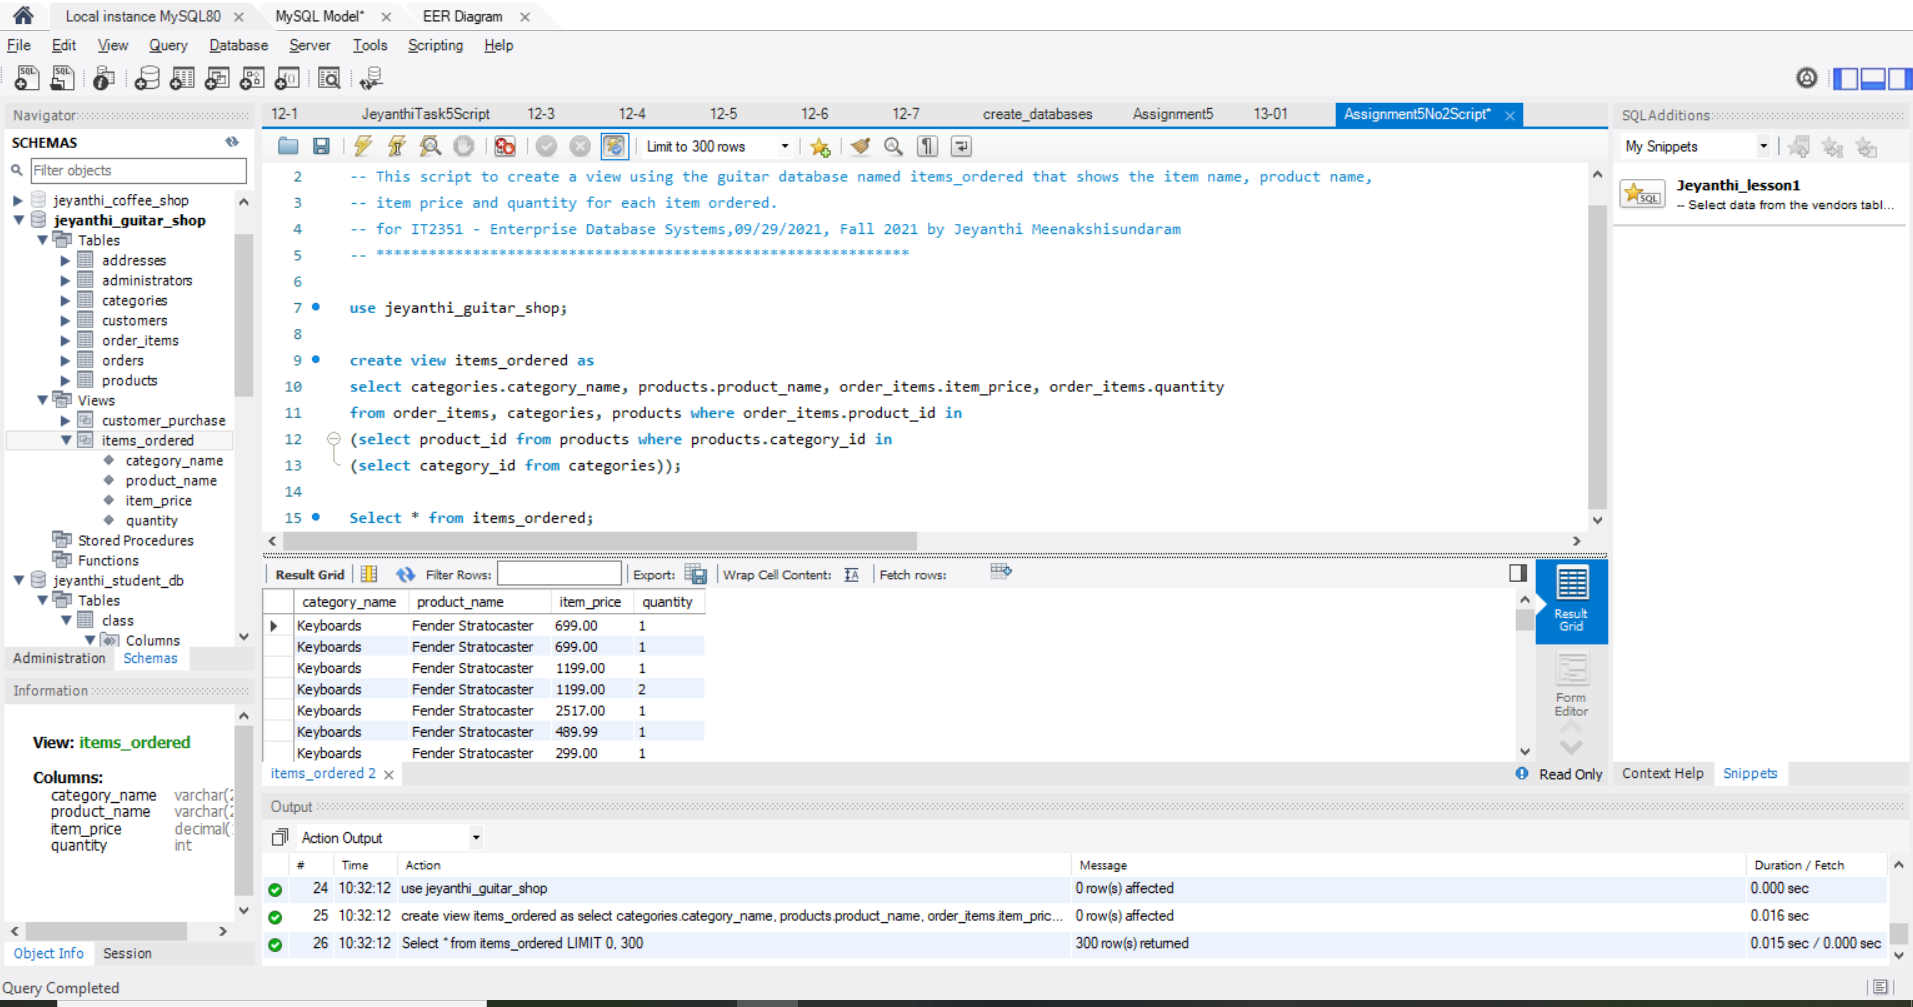 Local instance MySQL80 ×
MySQL Model* ×
EER Diagram ×
File Edit View Query Database Server Tools Scripting Help
Navigator
SCHEMAS
Filter objects
jeyanthi_coffee_shop
jeyanthi_guitar_shop
Tables
addresses
administrators
categories
customers
order_items
orders
products
Views
customer_purchase
items_ordered
category_name
product_name
item_price
quantity
Stored Procedures
Functions
jeyanthi_student_db
Tables
class
Columns
Administration Schemas
Information
View: items_ordered
Columns:
category_name varchar(2
product_name varchar(2
item_price decimal(
quantity int
Object Info Session
Query Completed
12-1 JeyanthiTask5Script 12-3 12-4 12-5 12-6 12-7 create_databases Assignment5 13-01 Assignment5No2Script* ×
Limit to 300 rows
2 -- This script to create a view using the guitar database named items_ordered that shows the item name, product name,
3 -- item price and quantity for each item ordered.
4 -- for IT2351 - Enterprise Database Systems,09/29/2021, Fall 2021 by Jeyanthi Meenakshisundaram
5 -- *************************************************************
6
7 use jeyanthi_guitar_shop;
8
9 create view items_ordered as
10 select categories.category_name, products.product_name, order_items.item_price, order_items.quantity
11 from order_items, categories, products where order_items.product_id in
12 (select product_id from products where products.category_id in
13 (select category_id from categories));
14
15 Select * from items_ordered;
Result Grid Filter Rows: Export: Wrap Cell Content: Fetch rows:
category_name product_name item_price quantity
Keyboards Fender Stratocaster 699.00 1
Keyboards Fender Stratocaster 699.00 1
Keyboards Fender Stratocaster 1199.00 1
Keyboards Fender Stratocaster 1199.00 2
Keyboards Fender Stratocaster 2517.00 1
Keyboards Fender Stratocaster 489.99 1
Keyboards Fender Stratocaster 299.00 1
Result
Grid
Form
Editor
items_ordered 2 ×
Read Only
Output
Action Output
# Time Action Message Duration / Fetch
24 10:32:12 use jeyanthi_guitar_shop 0 row(s) affected 0.000 sec
25 10:32:12 create view items_ordered as select categories.category_name, products.product_name, order_items.item_pric... 0 row(s) affected 0.016 sec
26 10:32:12 Select * from items_ordered LIMIT 0, 300 300 row(s) returned 0.015 sec / 0.000 sec
SQLAdditions
My Snippets
SQL
Jeyanthi_lesson1
-- Select data from the vendors tabl...
Context Help Snippets